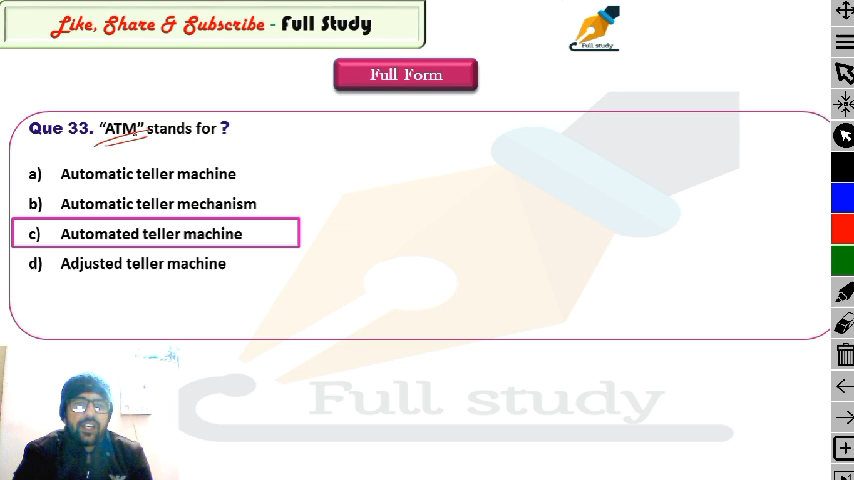 Like, Share & Subscribe - Full Study
Full study
Full Form
Que 33. “ATM” stands for ?
a) Automatic teller machine
b) Automatic teller mechanism
c) Automated teller machine
d) Adjusted teller machine
Full study